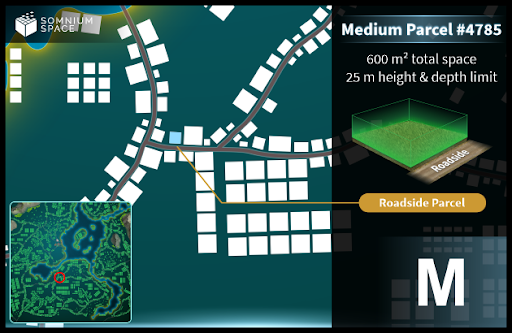 SOMNIUM
SPACE
Medium Parcel #4785
600 m² total space
25 m height & depth limit
Roadside
Roadside Parcel
M